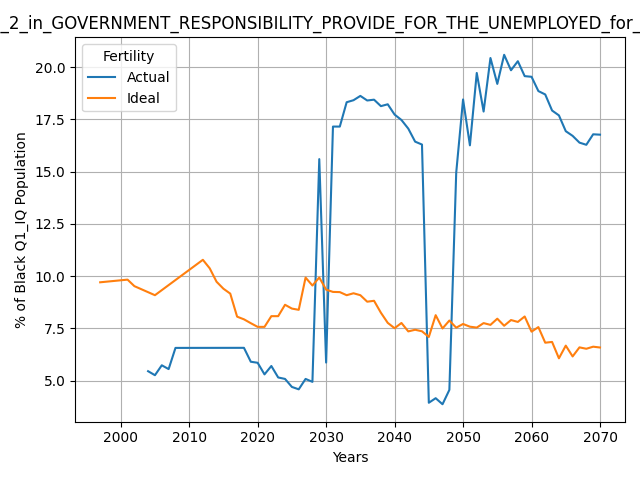 _2_in_GOVERNMENT_RESPONSIBILITY_PROVIDE_FOR_THE_UNEMPLOYED_for_
Fertility
Actual
Ideal
% of Black Q1_IQ Population
20.0
17.5
15.0
12.5
10.0
7.5
5.0
2000 2010 2020 2030 2040 2050 2060 2070
Years